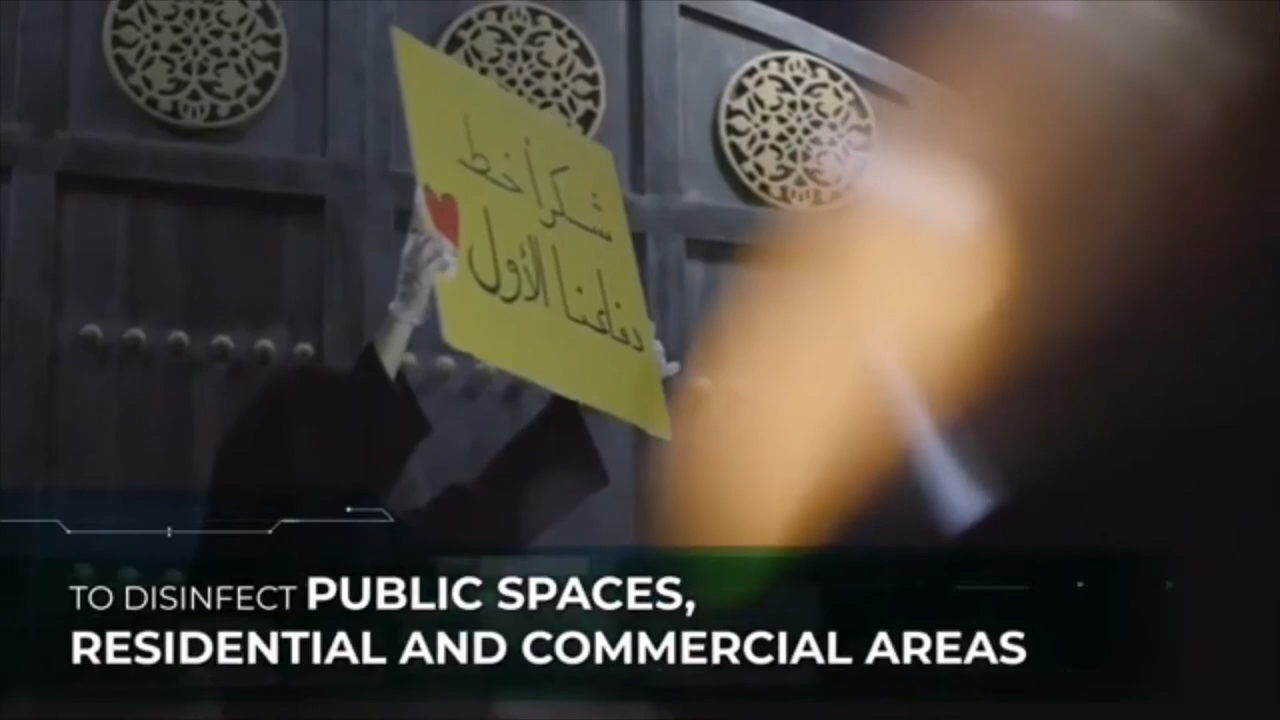 شكراً خط
دفاعنا الأول
TO DISINFECT PUBLIC SPACES,
RESIDENTIAL AND COMMERCIAL AREAS